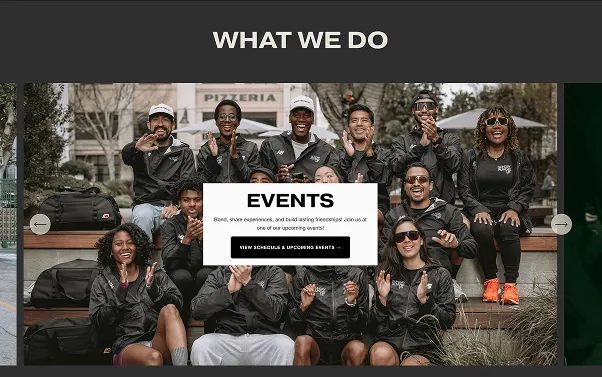 WHAT WE DO
PIZZERIA
EVENTS
Bond, share experiences, and build lasting friendships! Join us at
one of our upcoming events!
VIEW SCHEDULE & UPCOMING EVENTS →